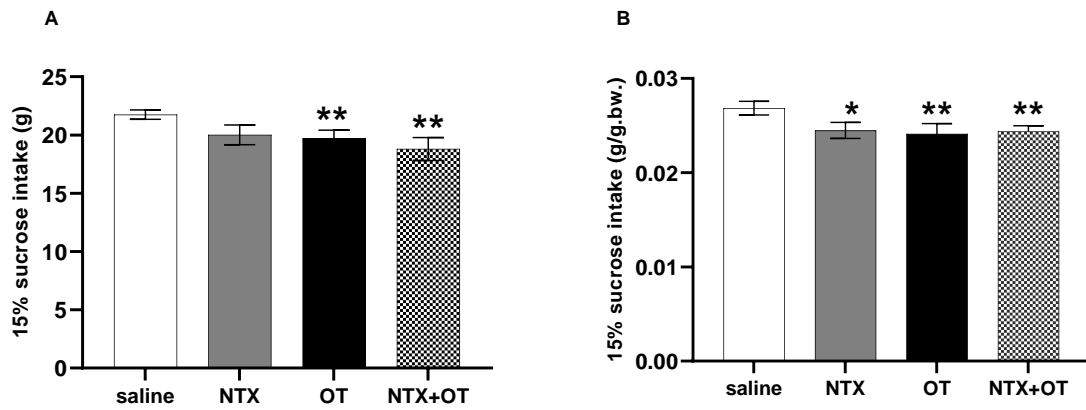 A
15% sucrose intake (g)
25
20
15
10
5
0
** **
saline NTX OT NTX+OT
B
15% sucrose intake (g/g.bw.)
0.03
0.02
0.01
0.00
* ** **
saline NTX OT NTX+OT